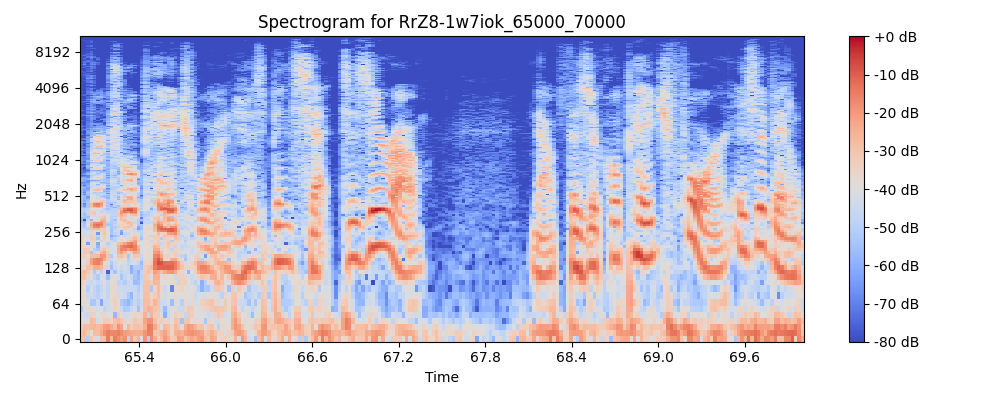 Spectrogram for RrZ8-1w7iok_65000_70000
8192
4096
2048
1024
512
256
128
64
0
Hz
65.4 66.0 66.6 67.2 67.8 68.4 69.0 69.6
Time
+0 dB
-10 dB
-20 dB
-30 dB
-40 dB
-50 dB
-60 dB
-70 dB
-80 dB